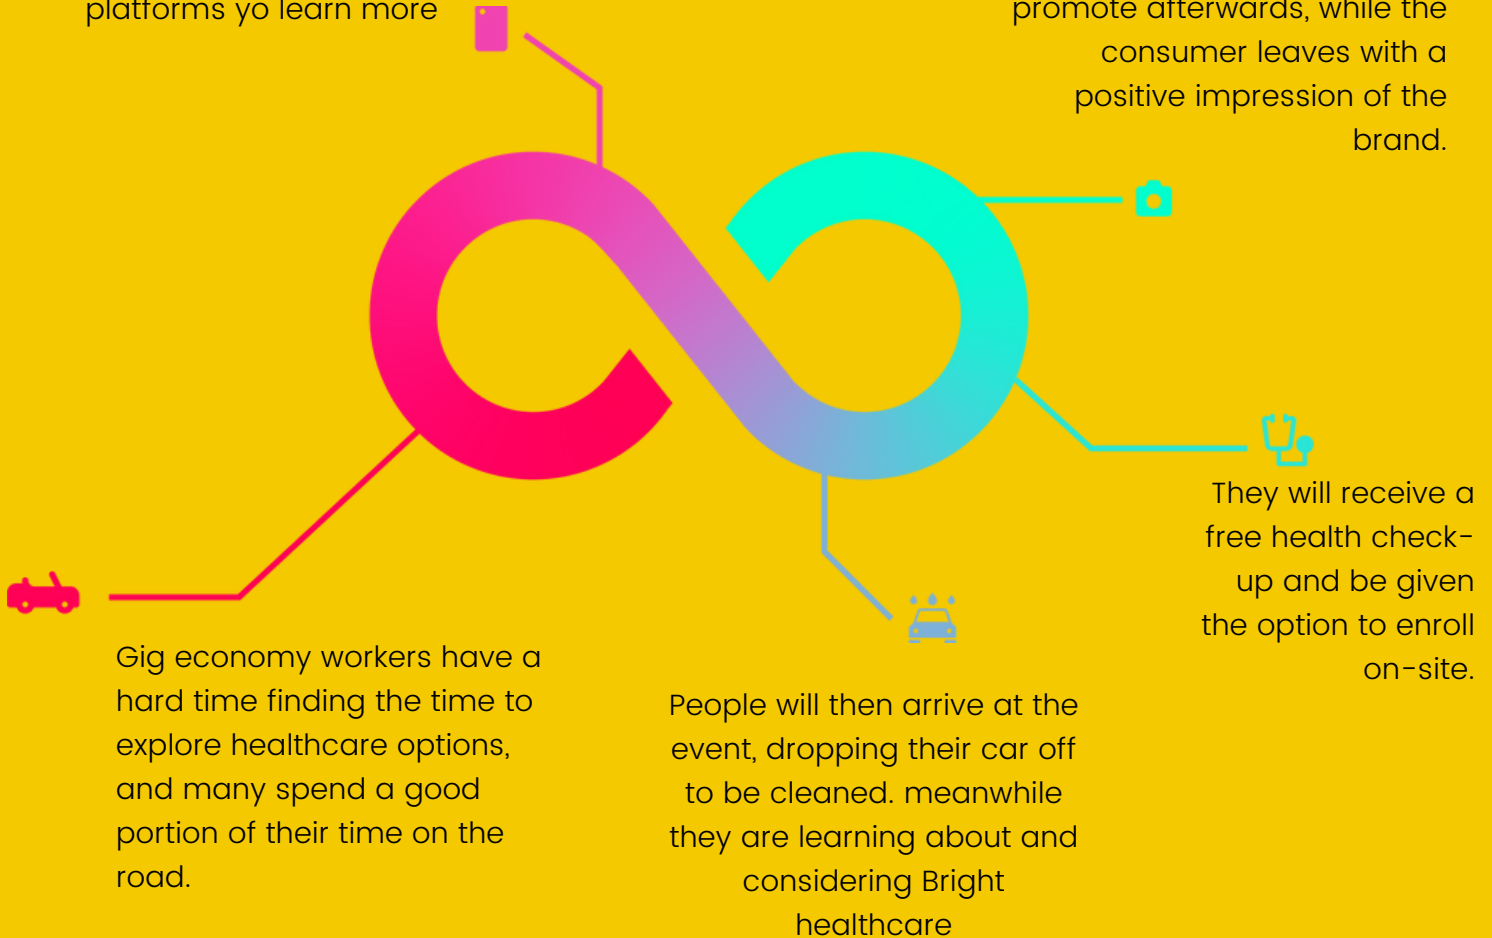 platforms yo learn more
promote afterwards, while the
consumer leaves with a
positive impression of the
brand.
They will receive a
free health check-
up and be given
the option to enroll
on-site.
Gig economy workers have a
hard time finding the time to
explore healthcare options,
and many spend a good
portion of their time on the
road.
People will then arrive at the
event, dropping their car off
to be cleaned. meanwhile
they are learning about and
considering Bright
healthcare